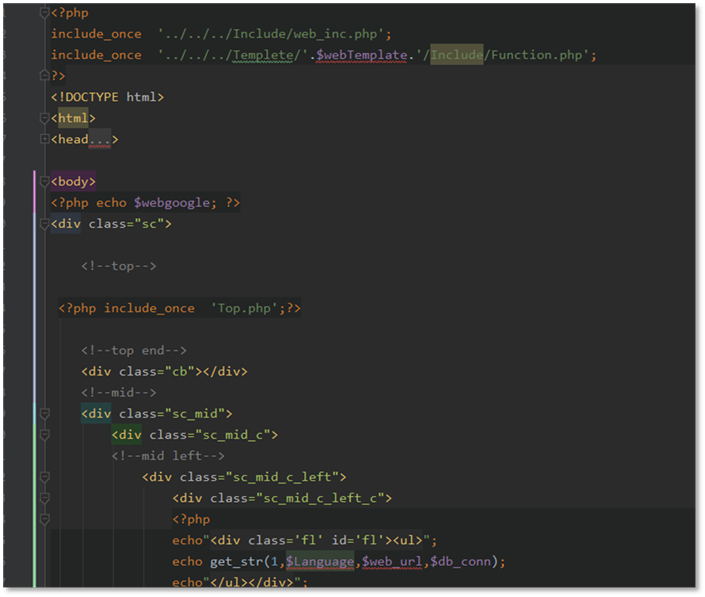 <?php
include_once  '../../../Include/web_inc.php';
include_once  '../../../Templete/'.$webTemplate.'/Include/Function.php';
?>
<!DOCTYPE html>
<html>
<head...>
<body>
<?php echo $webgoogle; ?>
<div class="sc">
<!--top-->
<?php include_once  'Top.php';?>
<!--top end-->
<div class="cb"></div>
<!--mid-->
<div class="sc_mid">
<div class="sc_mid_c">
<!--mid left-->
<div class="sc_mid_c_left">
<div class="sc_mid_c_left_c">
<?php
echo"<div class='fl' id='fl'><ul>";
echo get_str(1,$Language,$web_url,$db_conn);
echo"</ul></div>";